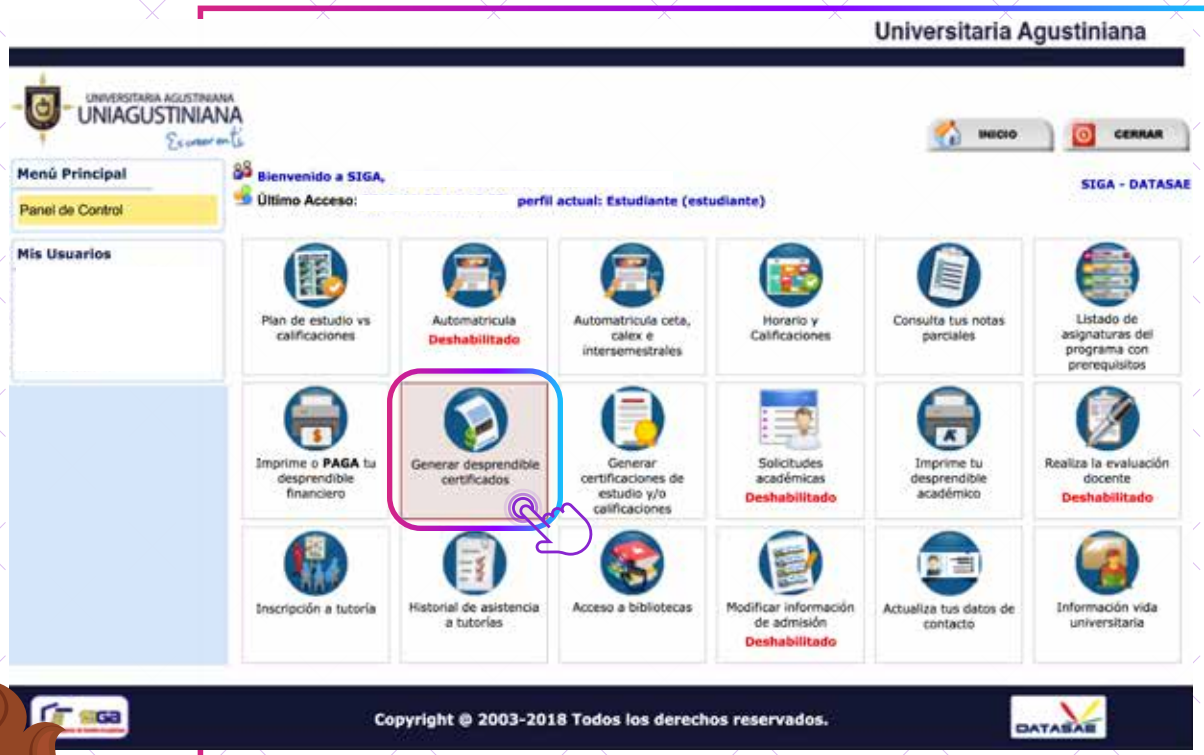 Universitaria Agustiniana
UNIVERSITARIA AGUSTINIANA
UNIAGUSTINIANA
INICIO
CERRAR
Menú Principal
Panel de Control
Mis Usuarios
Bienvenido a SIGA,
SIGA - DATASAE
Último Acceso:
perfil actual: Estudiante (estudiante)
Plan de estudio vs
calificaciones
Automatricula
Deshabilitado
Automatricula ceta,
calex e
intersemestrales
Horario y
Calificaciones
Consulta tus notas
parciales
Listado de
asignaturas del
programa con
prerequisitos
Imprime o PAGA tu
desprendible
financiero
Generar desprendible
certificados
Generar
certificaciones de
estudio y/o
calificaciones
Solicitudes
académicas
Deshabilitado
Imprime tu
desprendible
académico
Realiza la evaluación
docente
Deshabilitado
Inscripción a tutoría
Historial de asistencia
a tutorías
Acceso a bibliotecas
Modificar información
de admisión
Deshabilitado
Actualiza tus datos de
contacto
Información vida
universitaria
siga
Copyright @ 2003-2018 Todos los derechos reservados.
DATASAE